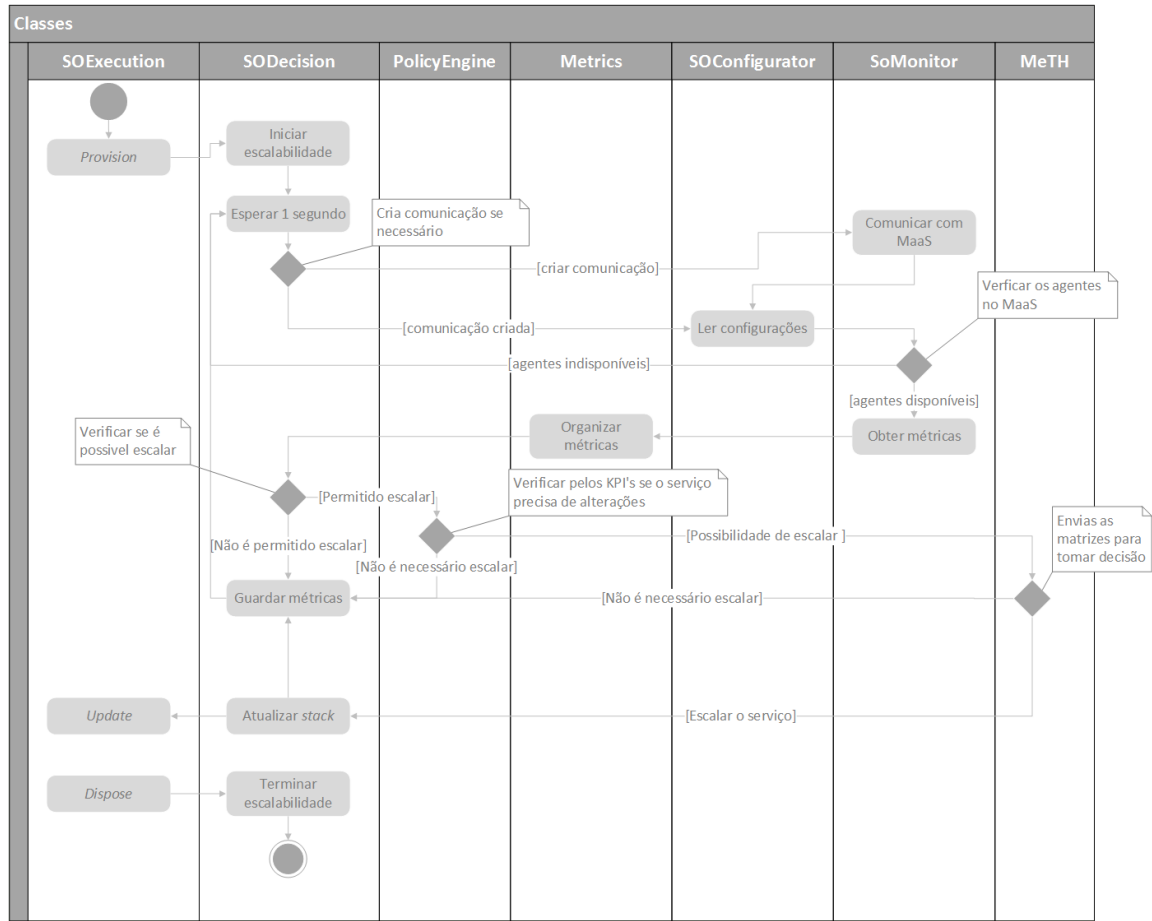 Classes
SOExecution
SODecision
PolicyEngine
Metrics
SOConfigurator
SoMonitor
MeTH
Provision
Iniciar
escalabilidade
Esperar 1 segundo
Cria comunicação se
necessário
Comunicar com
MaaS
[criar comunicação]
Verficar os agentes
no MaaS
[comunicação criada]
Ler configurações
[agentes indisponíveis]
[agentes disponíveis]
Verificar se é
possivel escalar
Organizar
métricas
Obter métricas
[Permitido escalar]
Verificar pelos KPI's se o serviço
precisa de alterações
[Possibilidade de escalar ]
Envias as
matrizes para
tomar decisão
[Não é permitido escalar]
[Não é necessário escalar]
Guardar métricas
[Não é necessário escalar]
Update
Atualizar stack
[Escalar o serviço]
Dispose
Terminar
escalabilidade